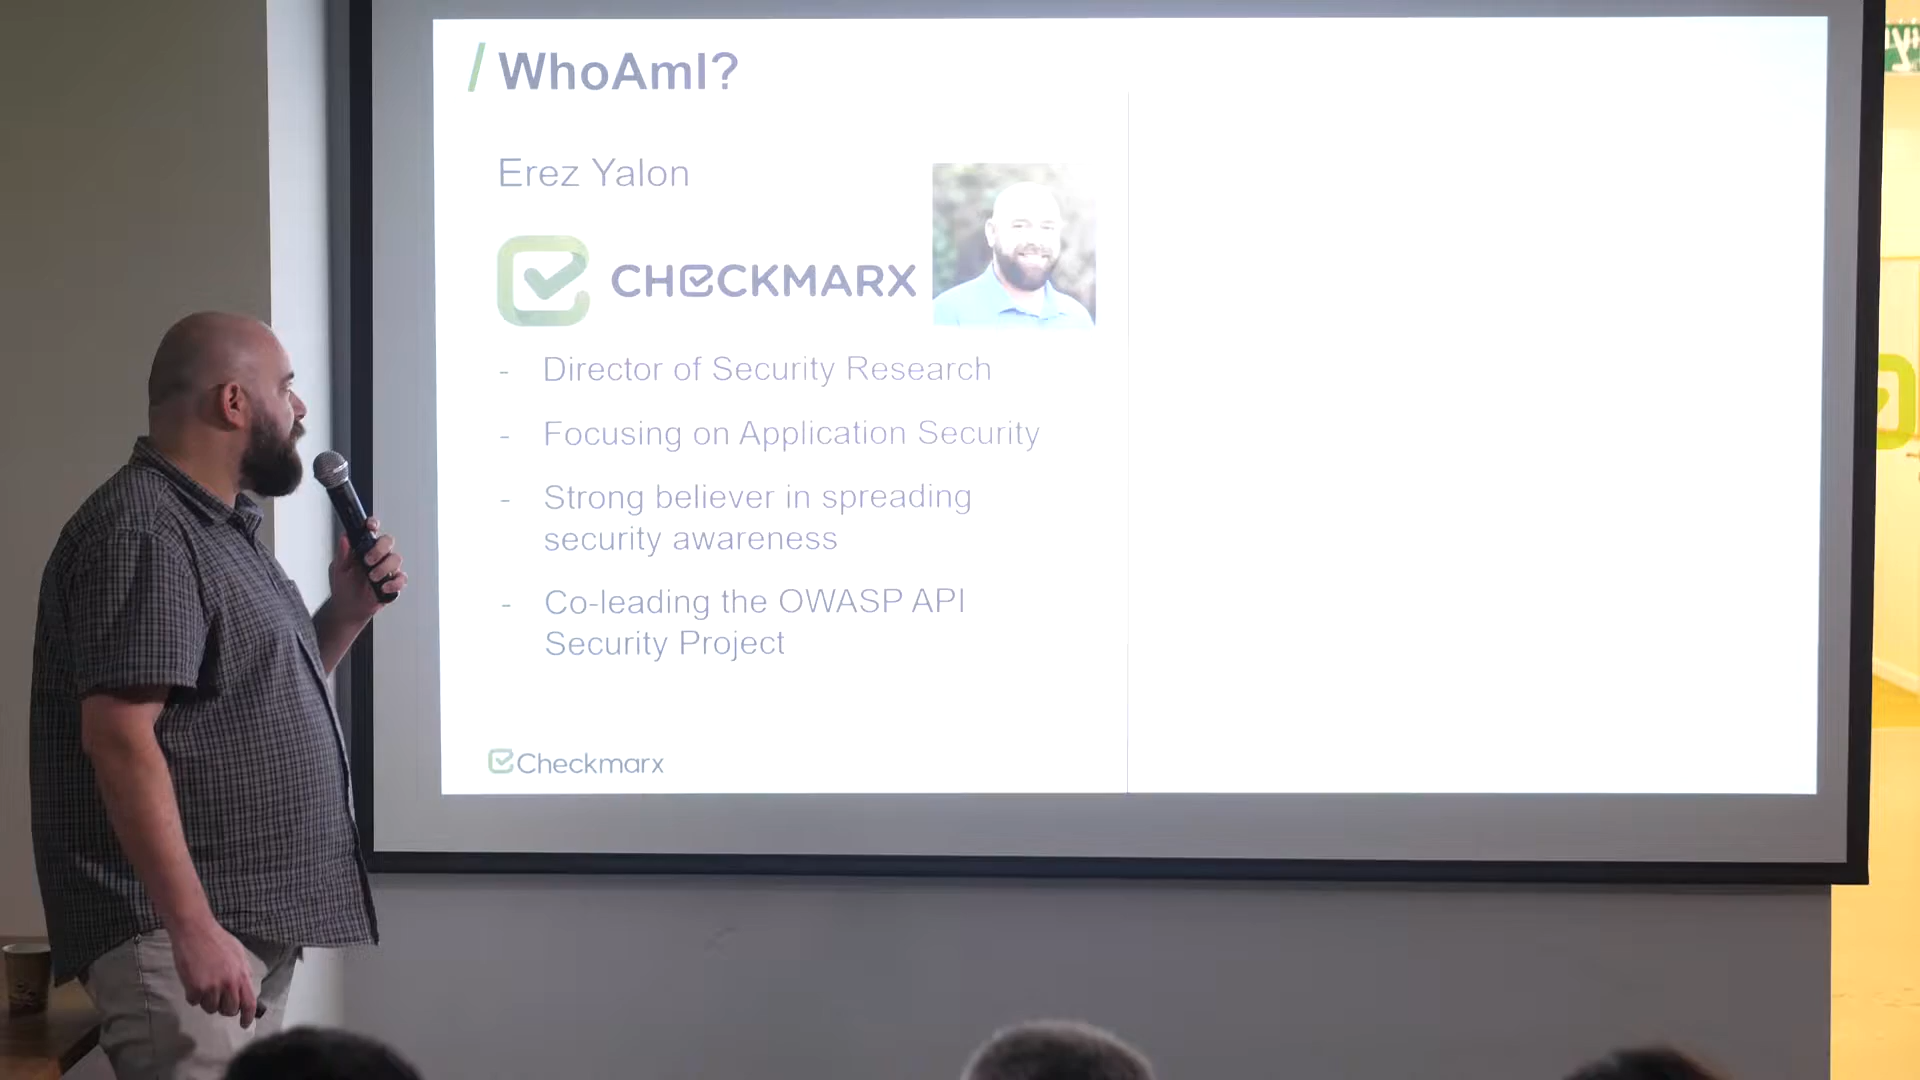 / WhoAmI?
Erez Yalon
CHECKMARX
- Director of Security Research
- Focusing on Application Security
- Strong believer in spreading
security awareness
- Co-leading the OWASP API
Security Project
Checkmarx